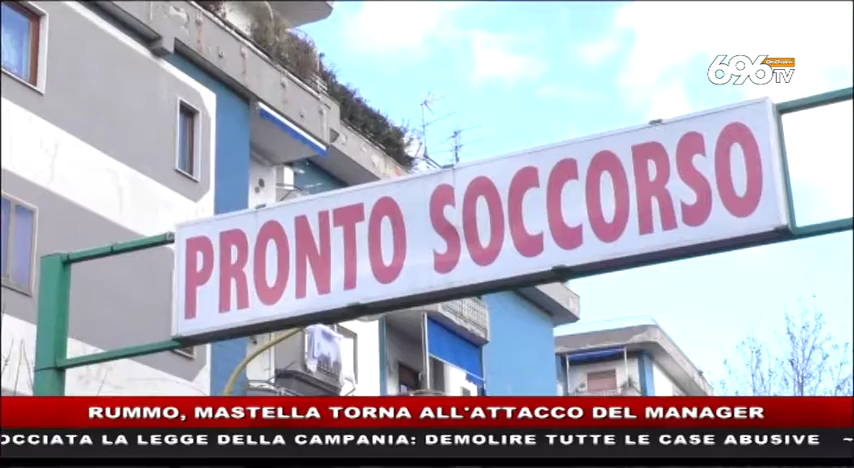 696 TV
PRONTO SOCCORSO
RUMMO, MASTELLA TORNA ALL'ATTACCO DEL MANAGER
OCCIATA LA LEGGE DELLA CAMPANIA: DEMOLIRE TUTTE LE CASE ABUSIVE ~